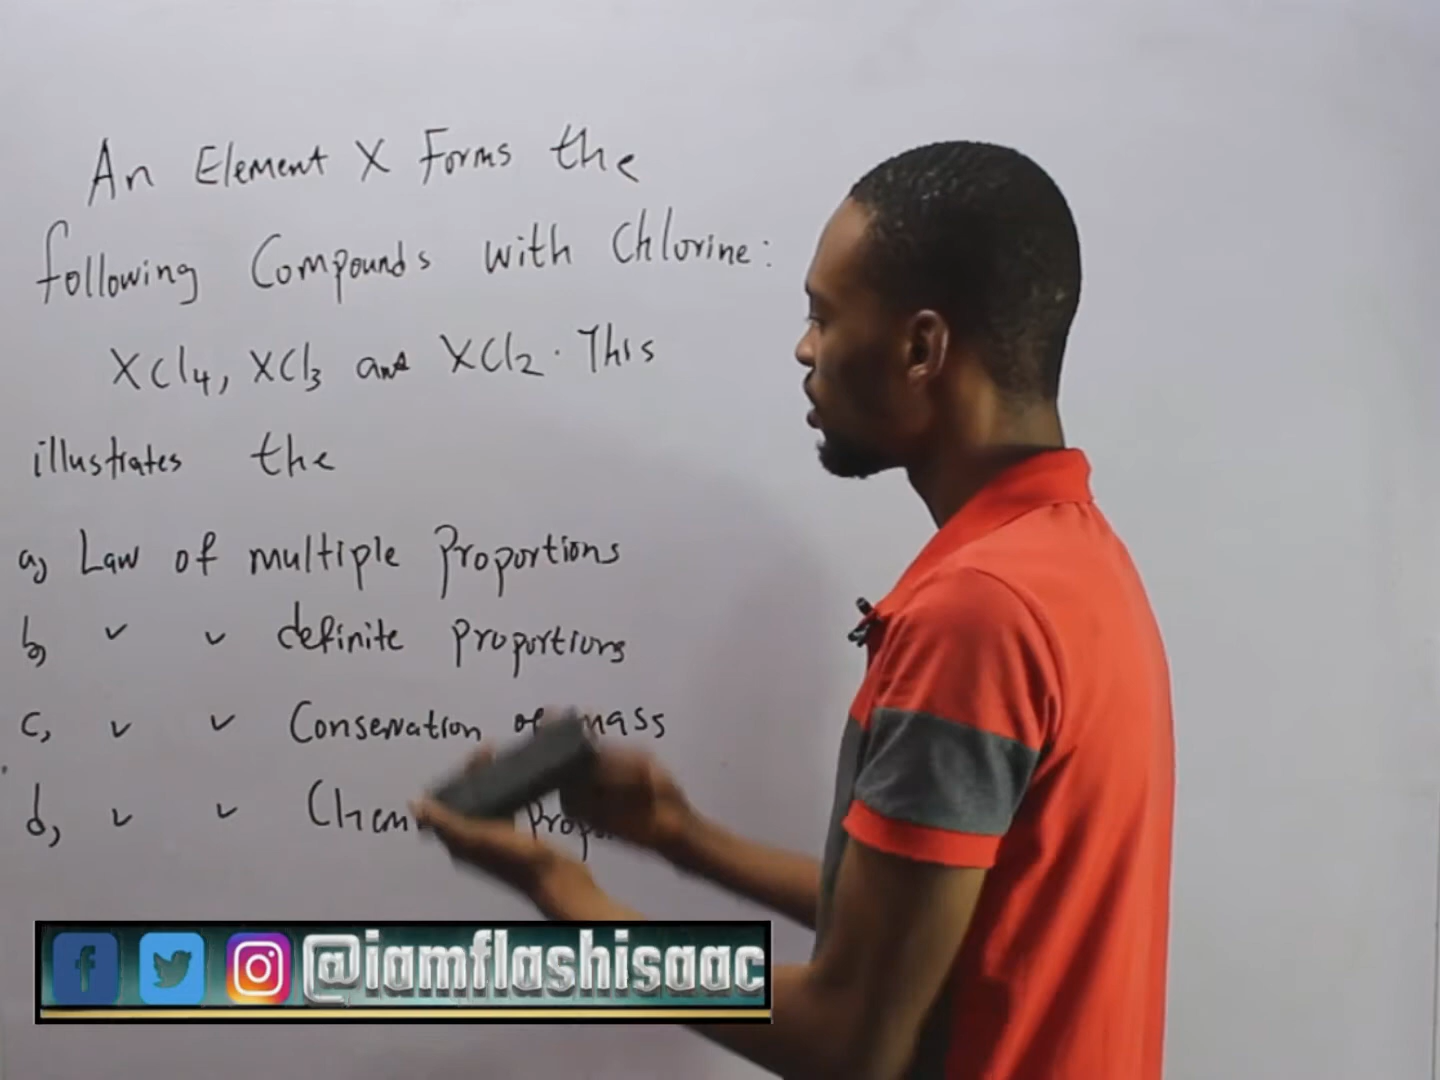 An Element X Forms the
following Compounds with Chlorine:
XCl4, XCl3 and XCl2. This
illustrates the
a, Law of multiple Proportions
b, " " definite proportions
c, " " Conservation of mass
d, " "
@iamflashisaac